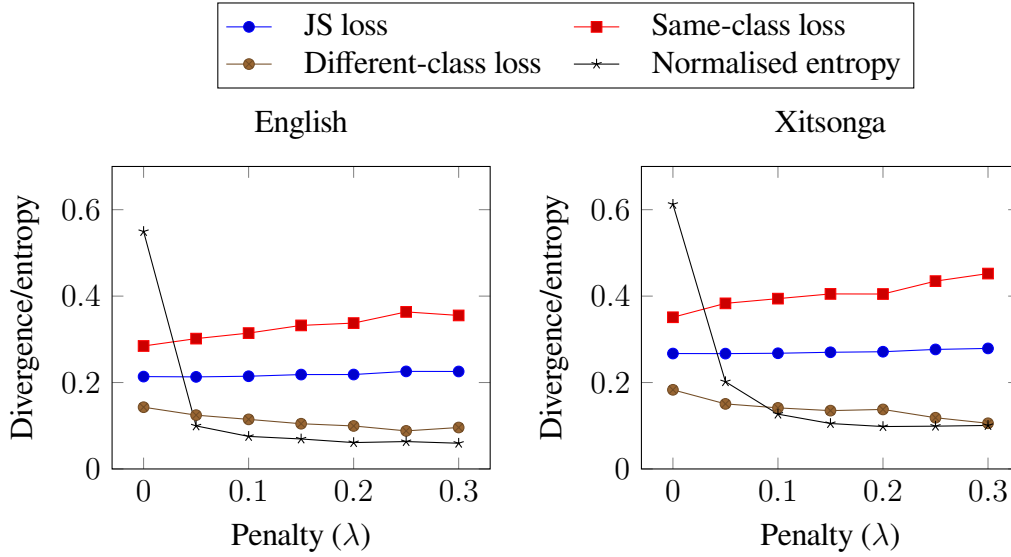 JS loss
Same-class loss
Different-class loss
Normalised entropy
English
Divergence/entropy
0.6
0.4
0.2
0
0
0.1
0.2
0.3
Penalty (λ)
Xitsonga
Divergence/entropy
0.6
0.4
0.2
0
0
0.1
0.2
0.3
Penalty (λ)